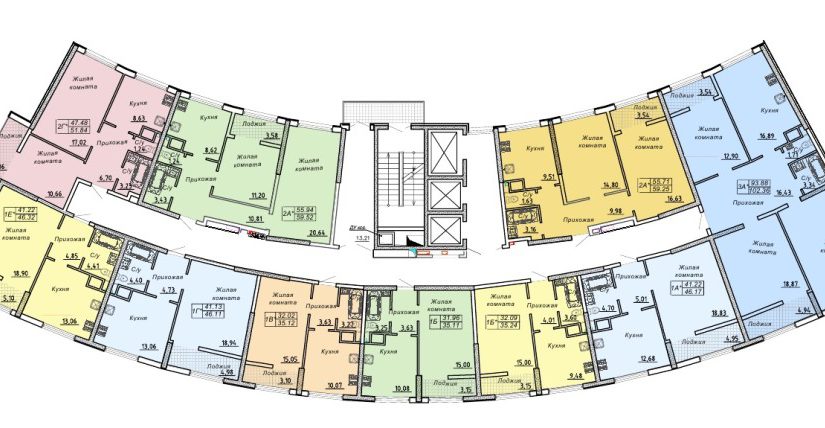 Жилая
комната
2Г 47.48
51.84
17.02
Кухня
8.63
Жилая
комната
Прихожая
С/у
6.70
3.25
10.66
1Е 41.22
46.32
Жилая
комната
18.90
5.10
Прихожая
4.85
С/у
4.41
Кухня
13.06
Кухня
8.62
Лоджия
3.58
Жилая
комната
С/у
3.43
Прихожая
11.20
10.81
Жилая
комната
2А 55.94
59.52
20.64
ДУ каб.
13.21
Кухня
9.51
1.63
С/у
3.16
Жилая
комната
14.80
Прихожая
9.98
Лоджия
3.54
Жилая
комната
2А 55.71
59.25
16.63
3.54
Лоджия
Жилая
комната
12.90
Кухня
16.89
1.71
С/у
3.34
Прихожая
16.43
3А 93.88
Жилая
комната
18.87
4.94
Лоджия
С/у
4.40
Прихожая
4.73
Кухня
13.06
1Г 41.13
46.11
Жилая
комната
18.94
Лоджия
4.98
1В 32.02
35.12
Жилая
комната
15.05
Лоджия
3.10
Прихожая
3.63
С/у
3.23
Кухня
10.07
С/у
3.25
Прихожая
3.63
Кухня
10.08
1Б 31.96
35.11
Жилая
комната
15.00
Лоджия
3.15
1Б 32.09
35.24
Жилая
комната
15.00
Лоджия
3.15
Прихожая
4.01
С/у
3.60
Кухня
9.48
С/у
4.70
Прихожая
5.01
Кухня
12.68
1А 41.22
46.17
Жилая
комната
18.83
Лоджия
4.95